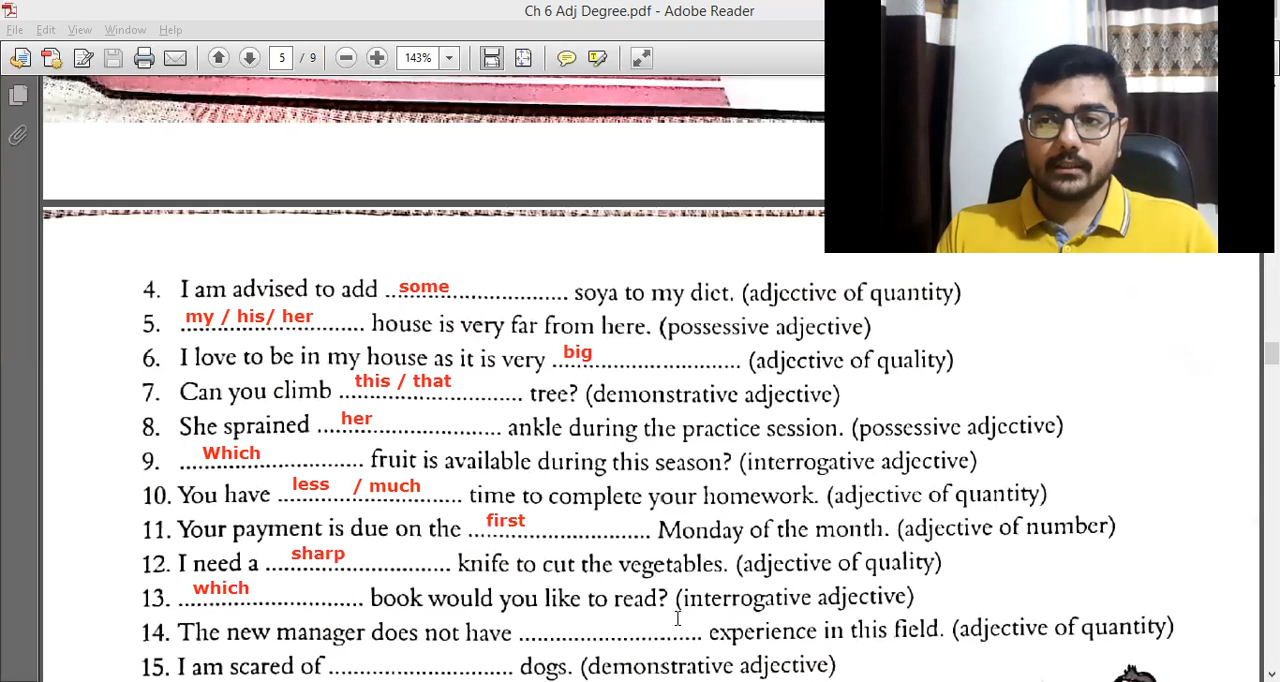 Ch 6 Adj Degree.pdf - Adobe Reader
File Edit View Window Help
5 / 9 143%
4. I am advised to add some soya to my diet. (adjective of quantity)
5. my / his/ her house is very far from here. (possessive adjective)
6. I love to be in my house as it is very big (adjective of quality)
7. Can you climb this / that tree? (demonstrative adjective)
8. She sprained her ankle during the practice session. (possessive adjective)
9. Which fruit is available during this season? (interrogative adjective)
10. You have less / much time to complete your homework. (adjective of quantity)
11. Your payment is due on the first Monday of the month. (adjective of number)
12. I need a sharp knife to cut the vegetables. (adjective of quality)
13. which book would you like to read? (interrogative adjective)
14. The new manager does not have .............................. experience in this field. (adjective of quantity)
15. I am scared of .............................. dogs. (demonstrative adjective)